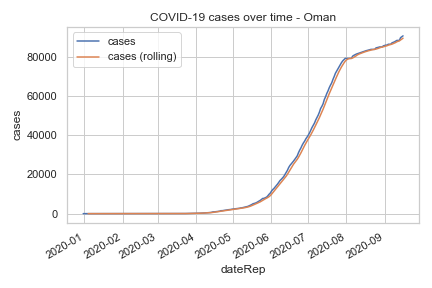 COVID-19 cases over time - Oman
cases
cases (rolling)
80000
60000
40000
20000
0
cases
2020-01
2020-02
2020-03
2020-04
2020-05
2020-06
2020-07
2020-08
2020-09
dateRep